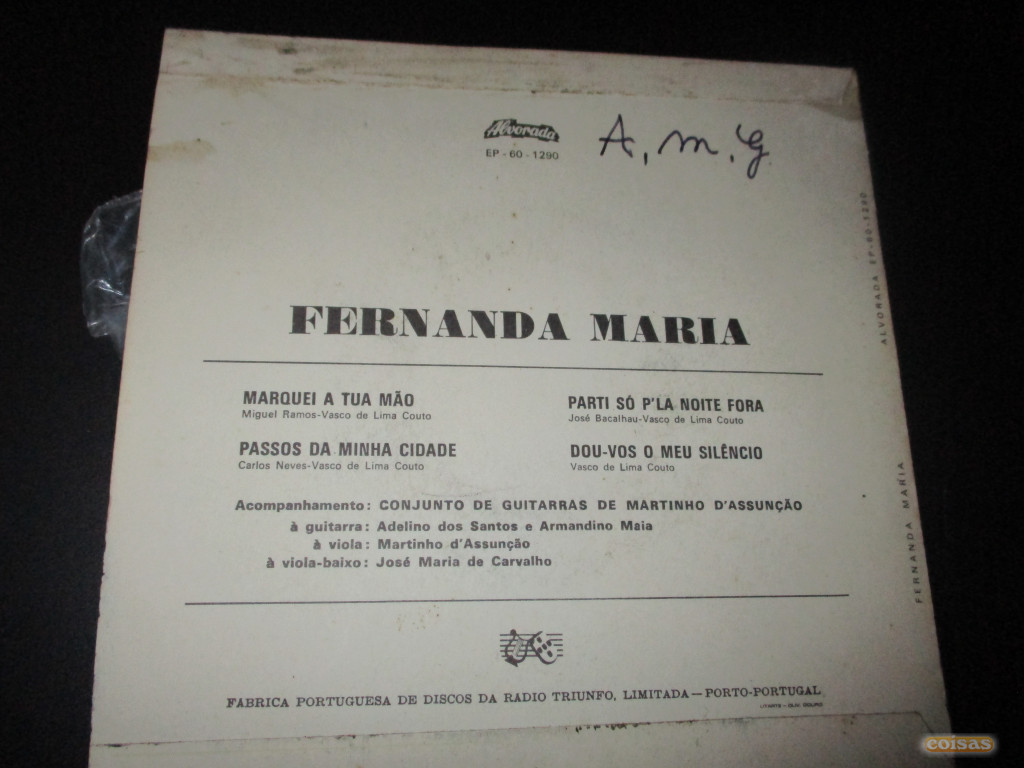 Alvorada
EP - 60 - 1290
A. m. G
FERNANDA MARIA
MARQUEI A TUA MÃO
Miguel Ramos-Vasco de Lima Couto
PASSOS DA MINHA CIDADE
Carlos Neves-Vasco de Lima Couto
PARTI SÓ P'LA NOITE FORA
José Bacalhau-Vasco de Lima Couto
DOU-VOS O MEU SILÊNCIO
Vasco de Lima Couto
Acompanhamento: CONJUNTO DE GUITARRAS DE MARTINHO D'ASSUNÇÃO
à guitarra: Adelino dos Santos e Armandino Maia
à viola: Martinho d'Assunção
à viola-baixo: José Maria de Carvalho
FABRICA PORTUGUESA DE DISCOS DA RADIO TRIUNFO, LIMITADA — PORTO-PORTUGAL
ALVORADA EP-60-1290
FERNANDA MARIA
coisas